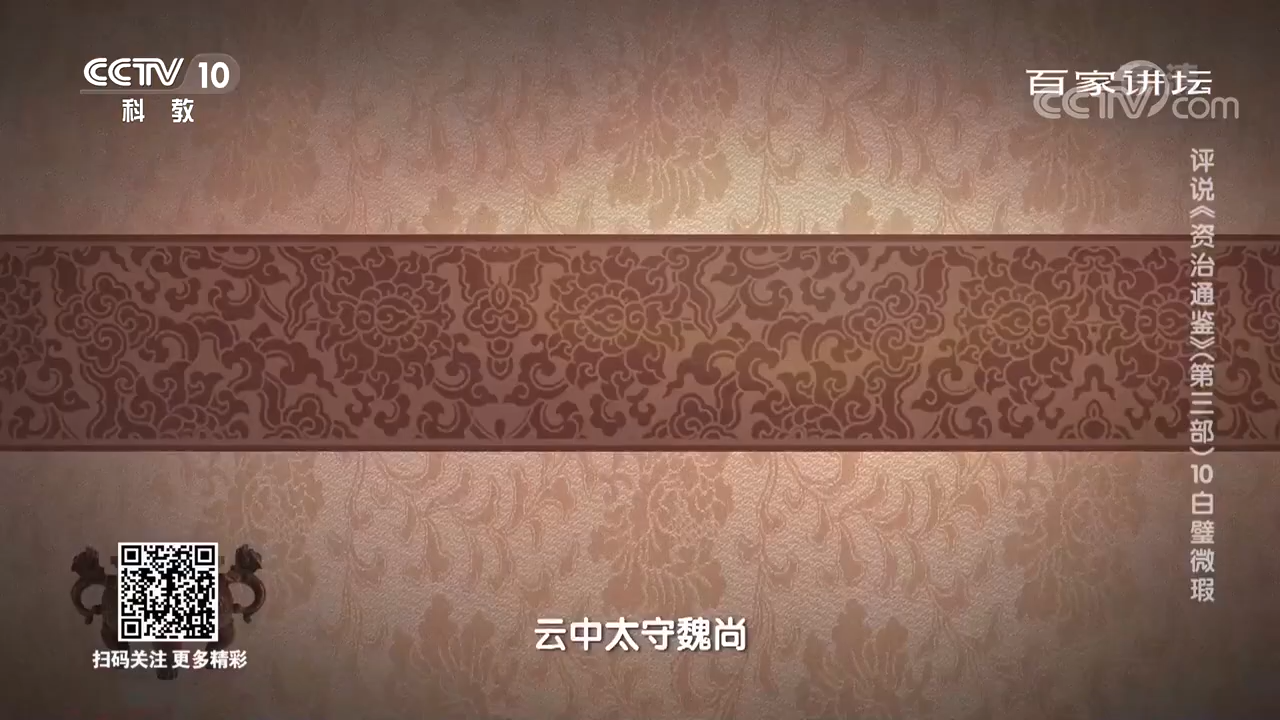 CCTV 10
科教
百家讲坛
CCTV.com
评说《资治通鉴》(第三部)10白璧微瑕
云中太守魏尚
扫码关注 更多精彩